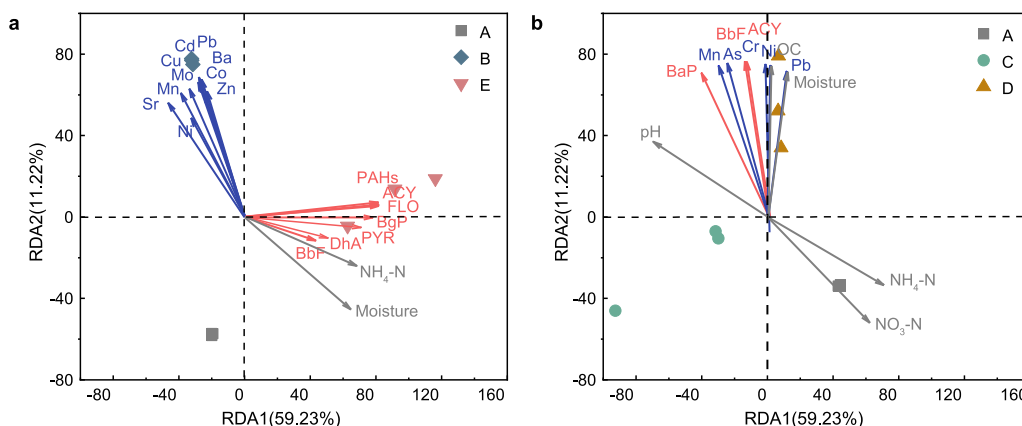 a
A
B
E
Cd Pb
Cu Ba
Mo Co
Mn Zn
Sr
Ni
PAHs
ACY
FLO
BgP
DhA PYR
BbF
NH₄-N
Moisture
80
40
0
-40
-80
-80 -40 0 40 80 120 160
RDA2(11.22%)
RDA1(59.23%)
b
A
C
D
BbF ACY
Mn As Cr Ni OC
BaP Pb
Moisture
pH
NH₄-N
NO₃-N
80
40
0
-40
-80
-80 -40 0 40 80 120 160
RDA2(11.22%)
RDA1(59.23%)